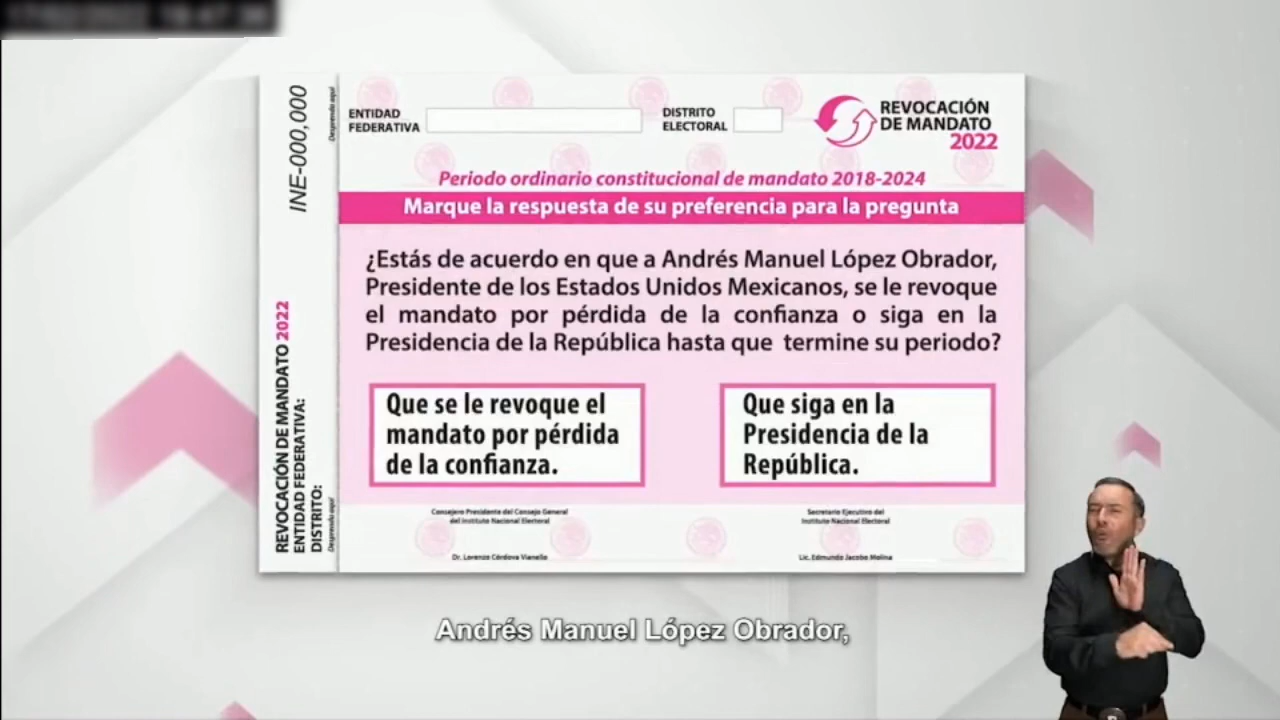 INE-000,000
Desprenda aquí
REVOCACIÓN DE MANDATO 2022
ENTIDAD FEDERATIVA:
DISTRITO:
Desprenda aquí
ENTIDAD
FEDERATIVA
DISTRITO
ELECTORAL
REVOCACIÓN
DE MANDATO
2022
Periodo ordinario constitucional de mandato 2018-2024
Marque la respuesta de su preferencia para la pregunta
¿Estás de acuerdo en que a Andrés Manuel López Obrador,
Presidente de los Estados Unidos Mexicanos, se le revoque
el mandato por pérdida de la confianza o siga en la
Presidencia de la República hasta que termine su periodo?
Que se le revoque el
mandato por pérdida
de la confianza.
Que siga en la
Presidencia de la
República.
Consejero Presidente del Consejo General
del Instituto Nacional Electoral
Dr. Lorenzo Córdova Vianello
Secretario Ejecutivo del
Instituto Nacional Electoral
Lic. Edmundo Jacobo Molina
Andrés Manuel López Obrador,